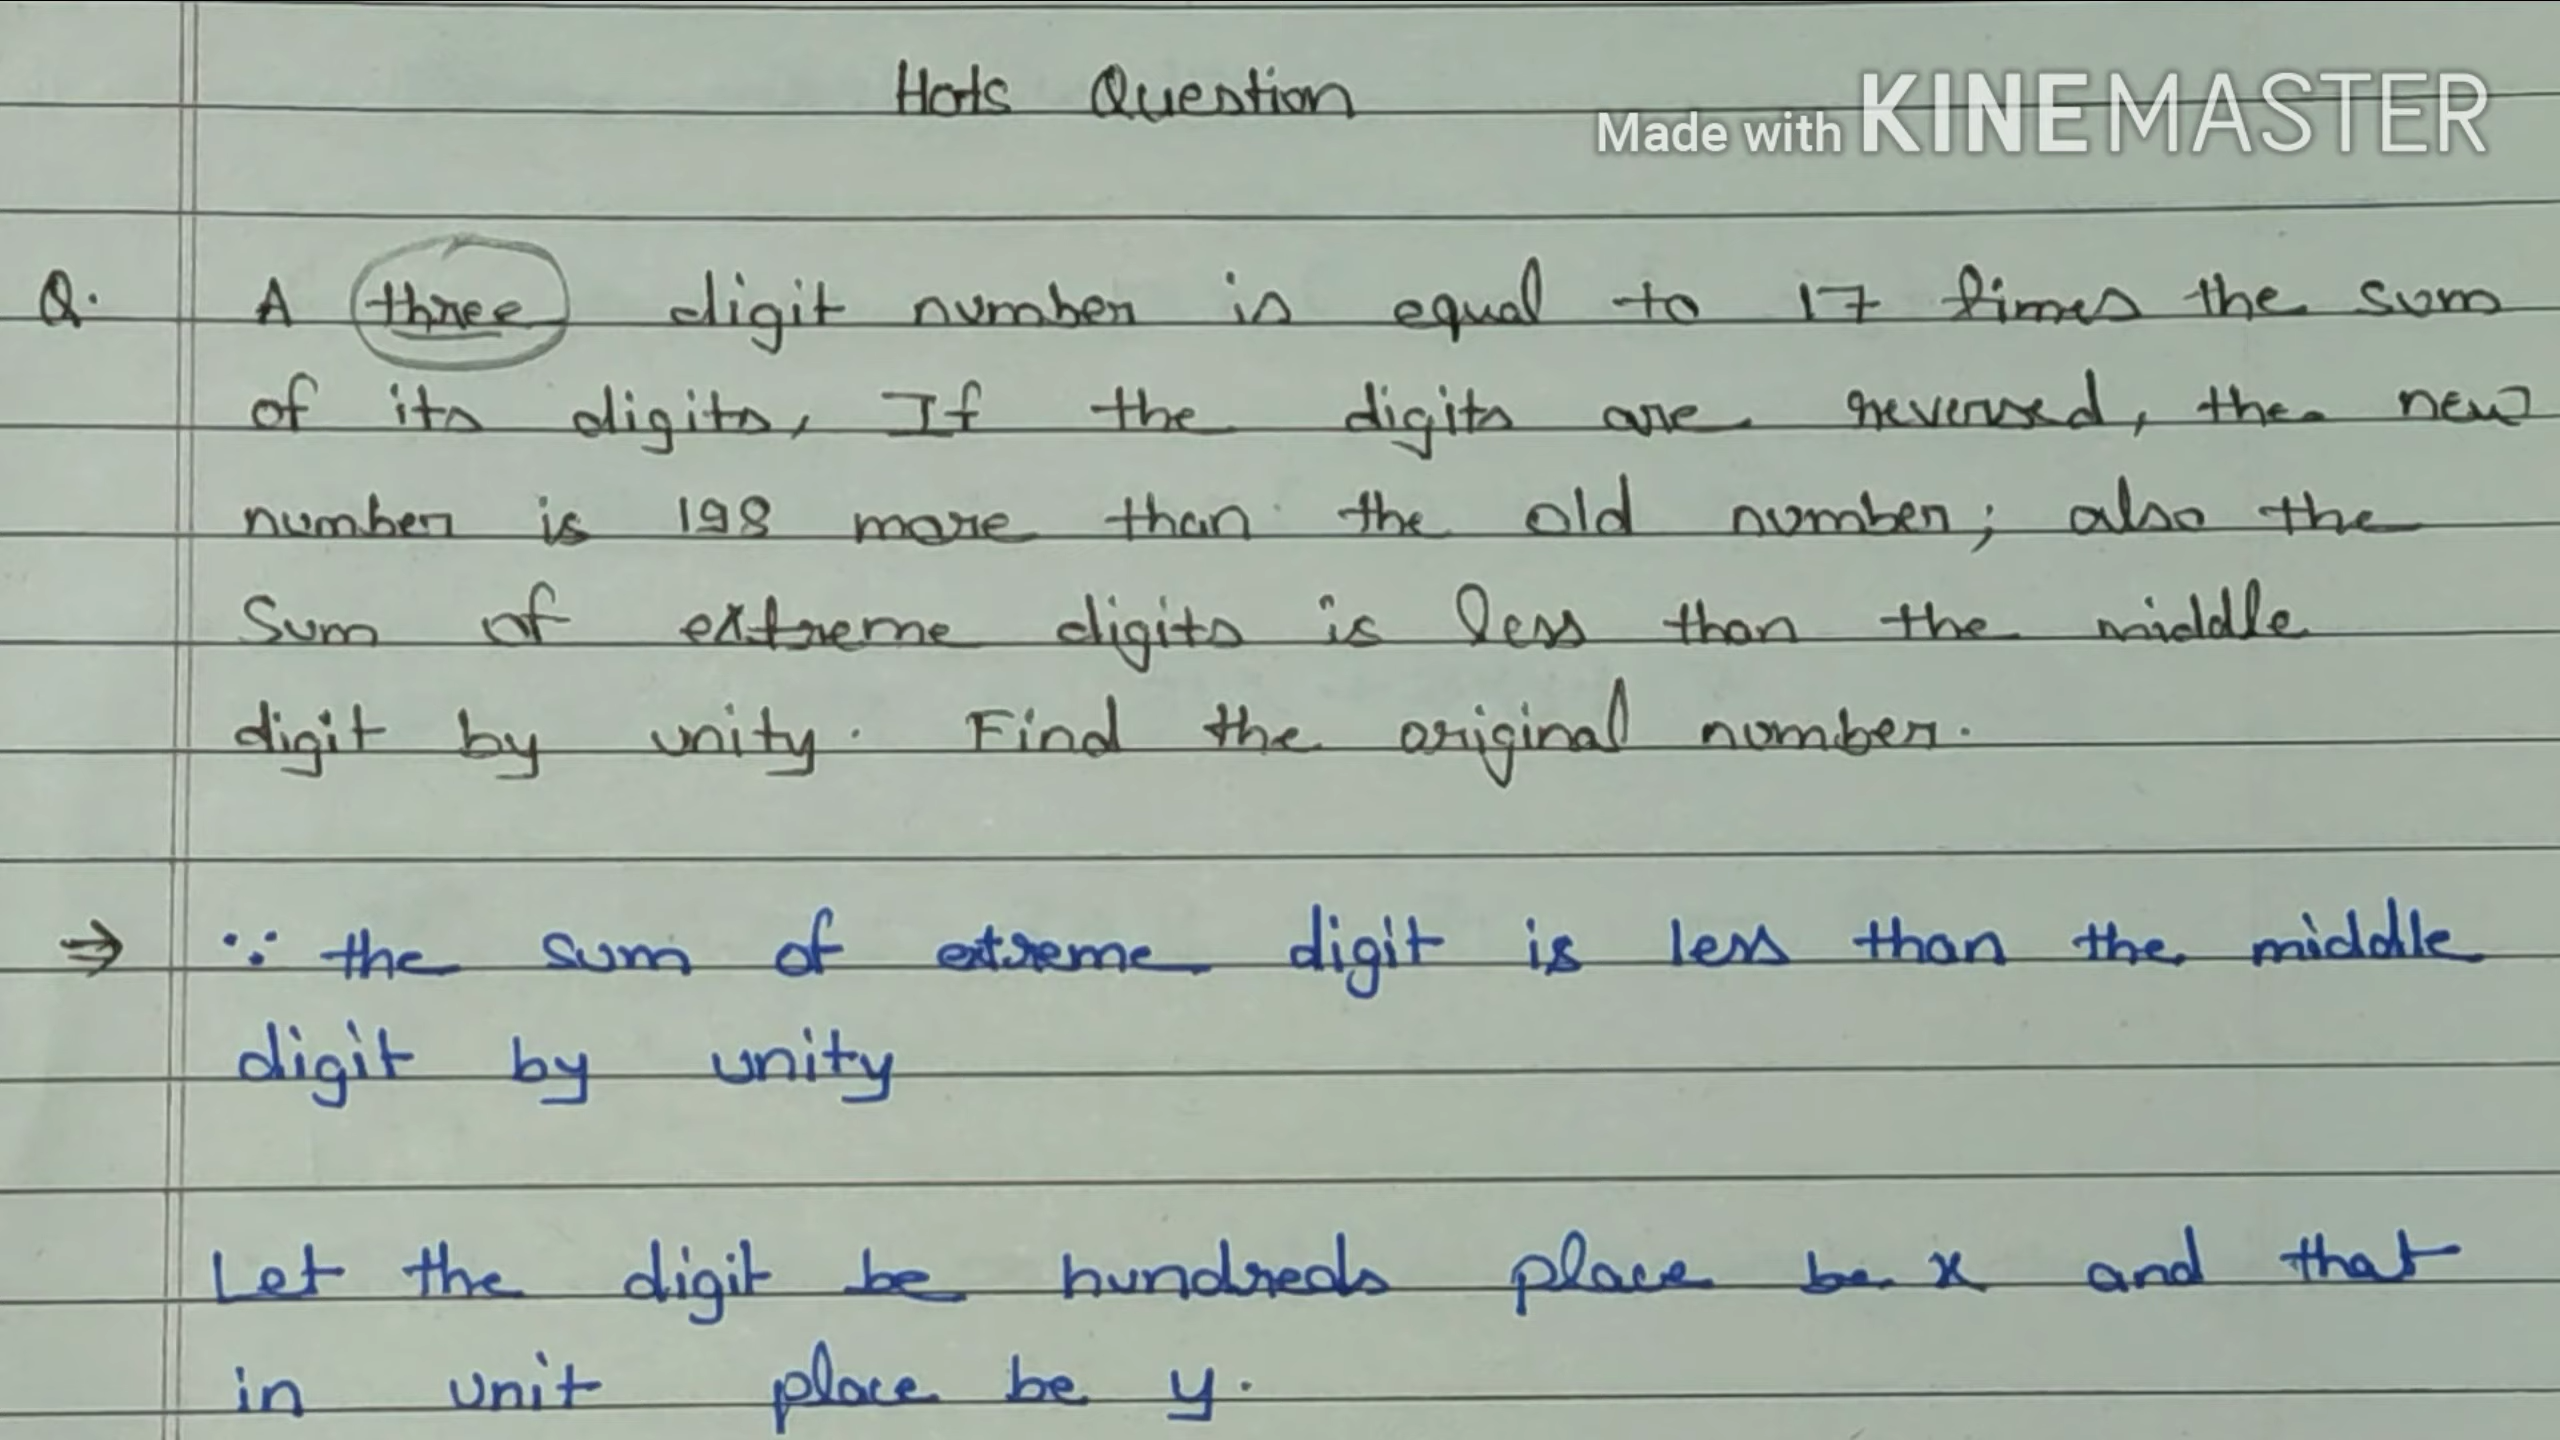 Hots Question
Made with KINEMASTER
Q. A three digit number is equal to 17 times the sum
of its digits, If the digits are reversed, the new
number is 198 more than the old number; also the
Sum of extreme digits is less than the middle
digit by unity. Find the original number.
⇒ ∵ the sum of extreme digit is less than the middle
digit by unity
Let the digit be hundreds place be x and that
in unit place be y.